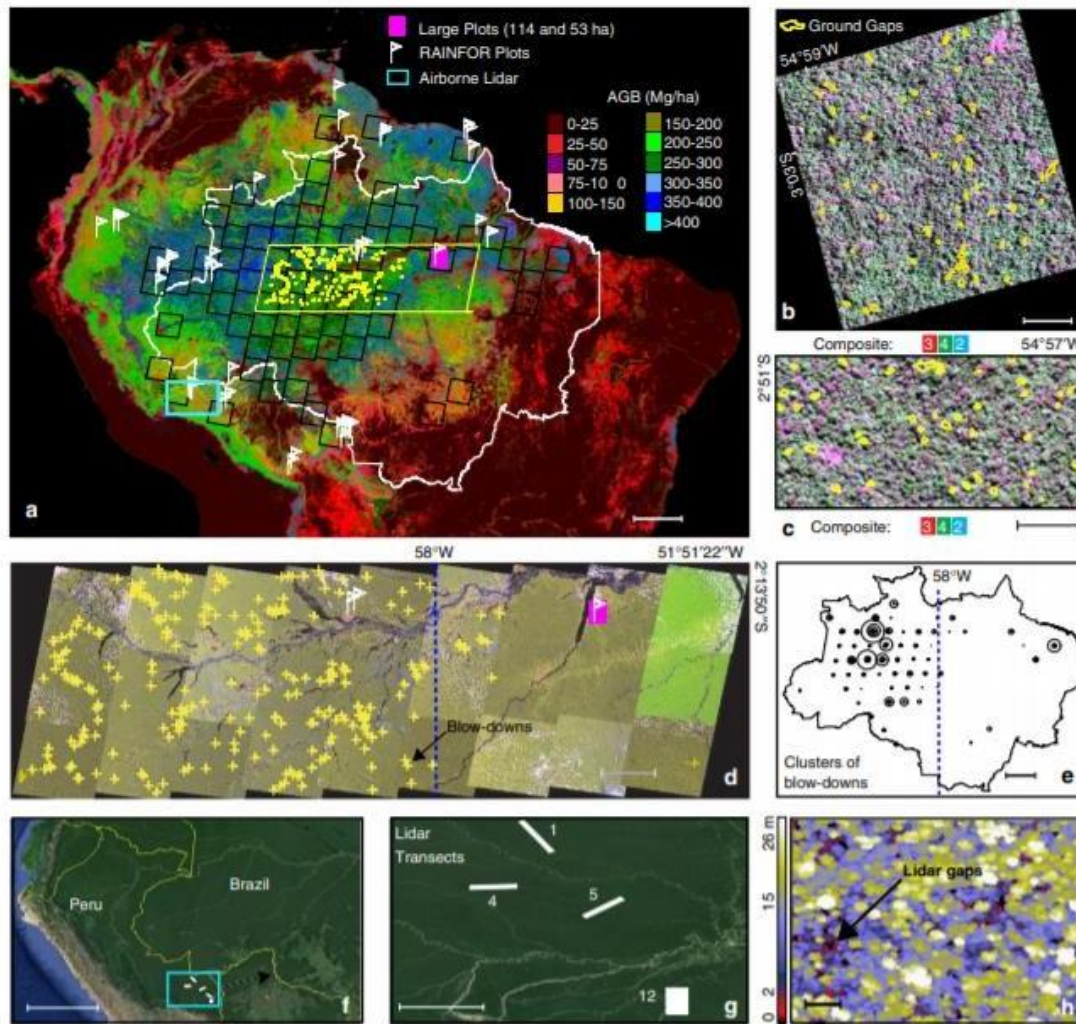 Large Plots (114 and 53 ha)
RAINFOR Plots
Airborne Lidar
AGB (Mg/ha)
0-25
25-50
50-75
75-10 0
100-150
150-200
200-250
250-300
300-350
350-400
>400
a
Ground Gaps
54°59'W
3°03'S
b
Composite: 3 4 2
54°57'W
2°51'S
c
Composite: 3 4 2
58°W
51°51'22''W
2°13'50''S
Blow-downs
d
58°W
Clusters of
blow-downs
e
Peru
Brazil
f
Lidar
Transects
1
4
5
12
g
26 m
15
2
0
Lidar gaps
h